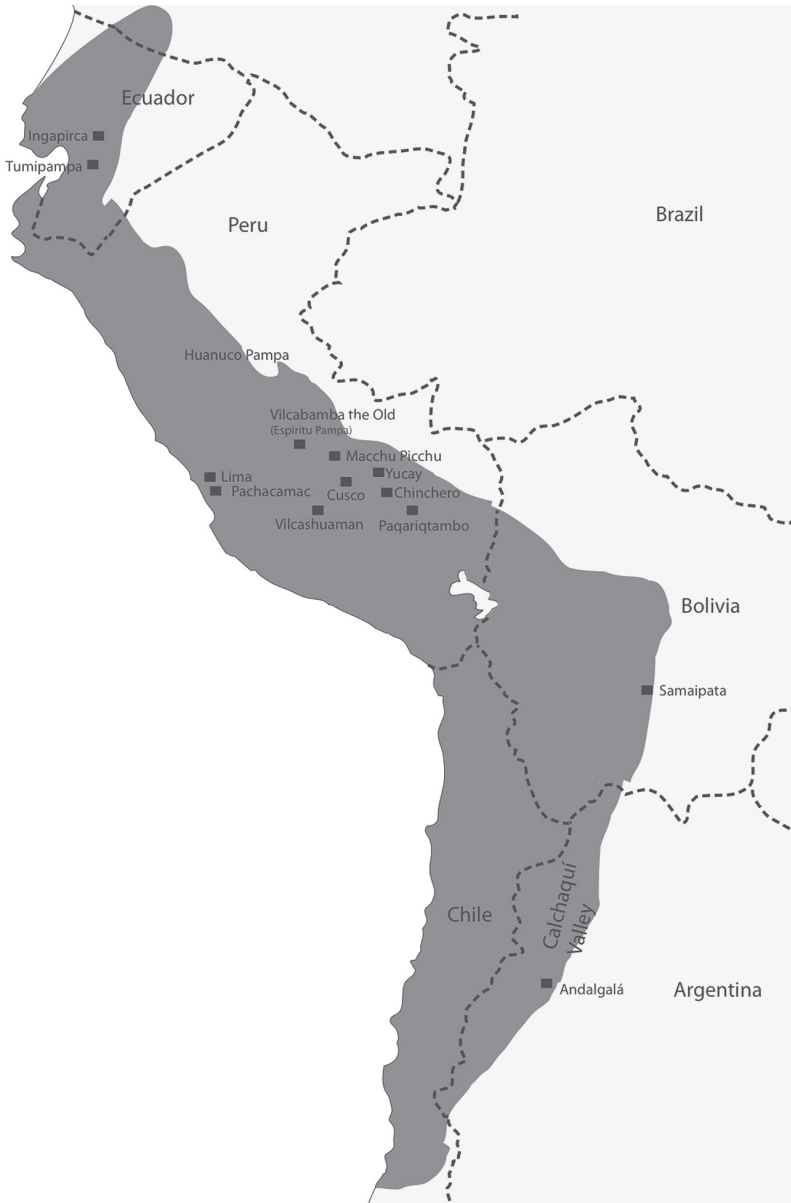 Ecuador
Ingapirca
Tumipampa
Peru
Brazil
Huanuco Pampa
Vilcabamba the Old
(Espiritu Pampa)
Macchu Picchu
Yucay
Lima
Pachacamac
Cusco
Chinchero
Vilcashuaman
Paqariqtambo
Bolivia
Samaipata
Chile
Calchaquí
Valley
Andalgalá
Argentina